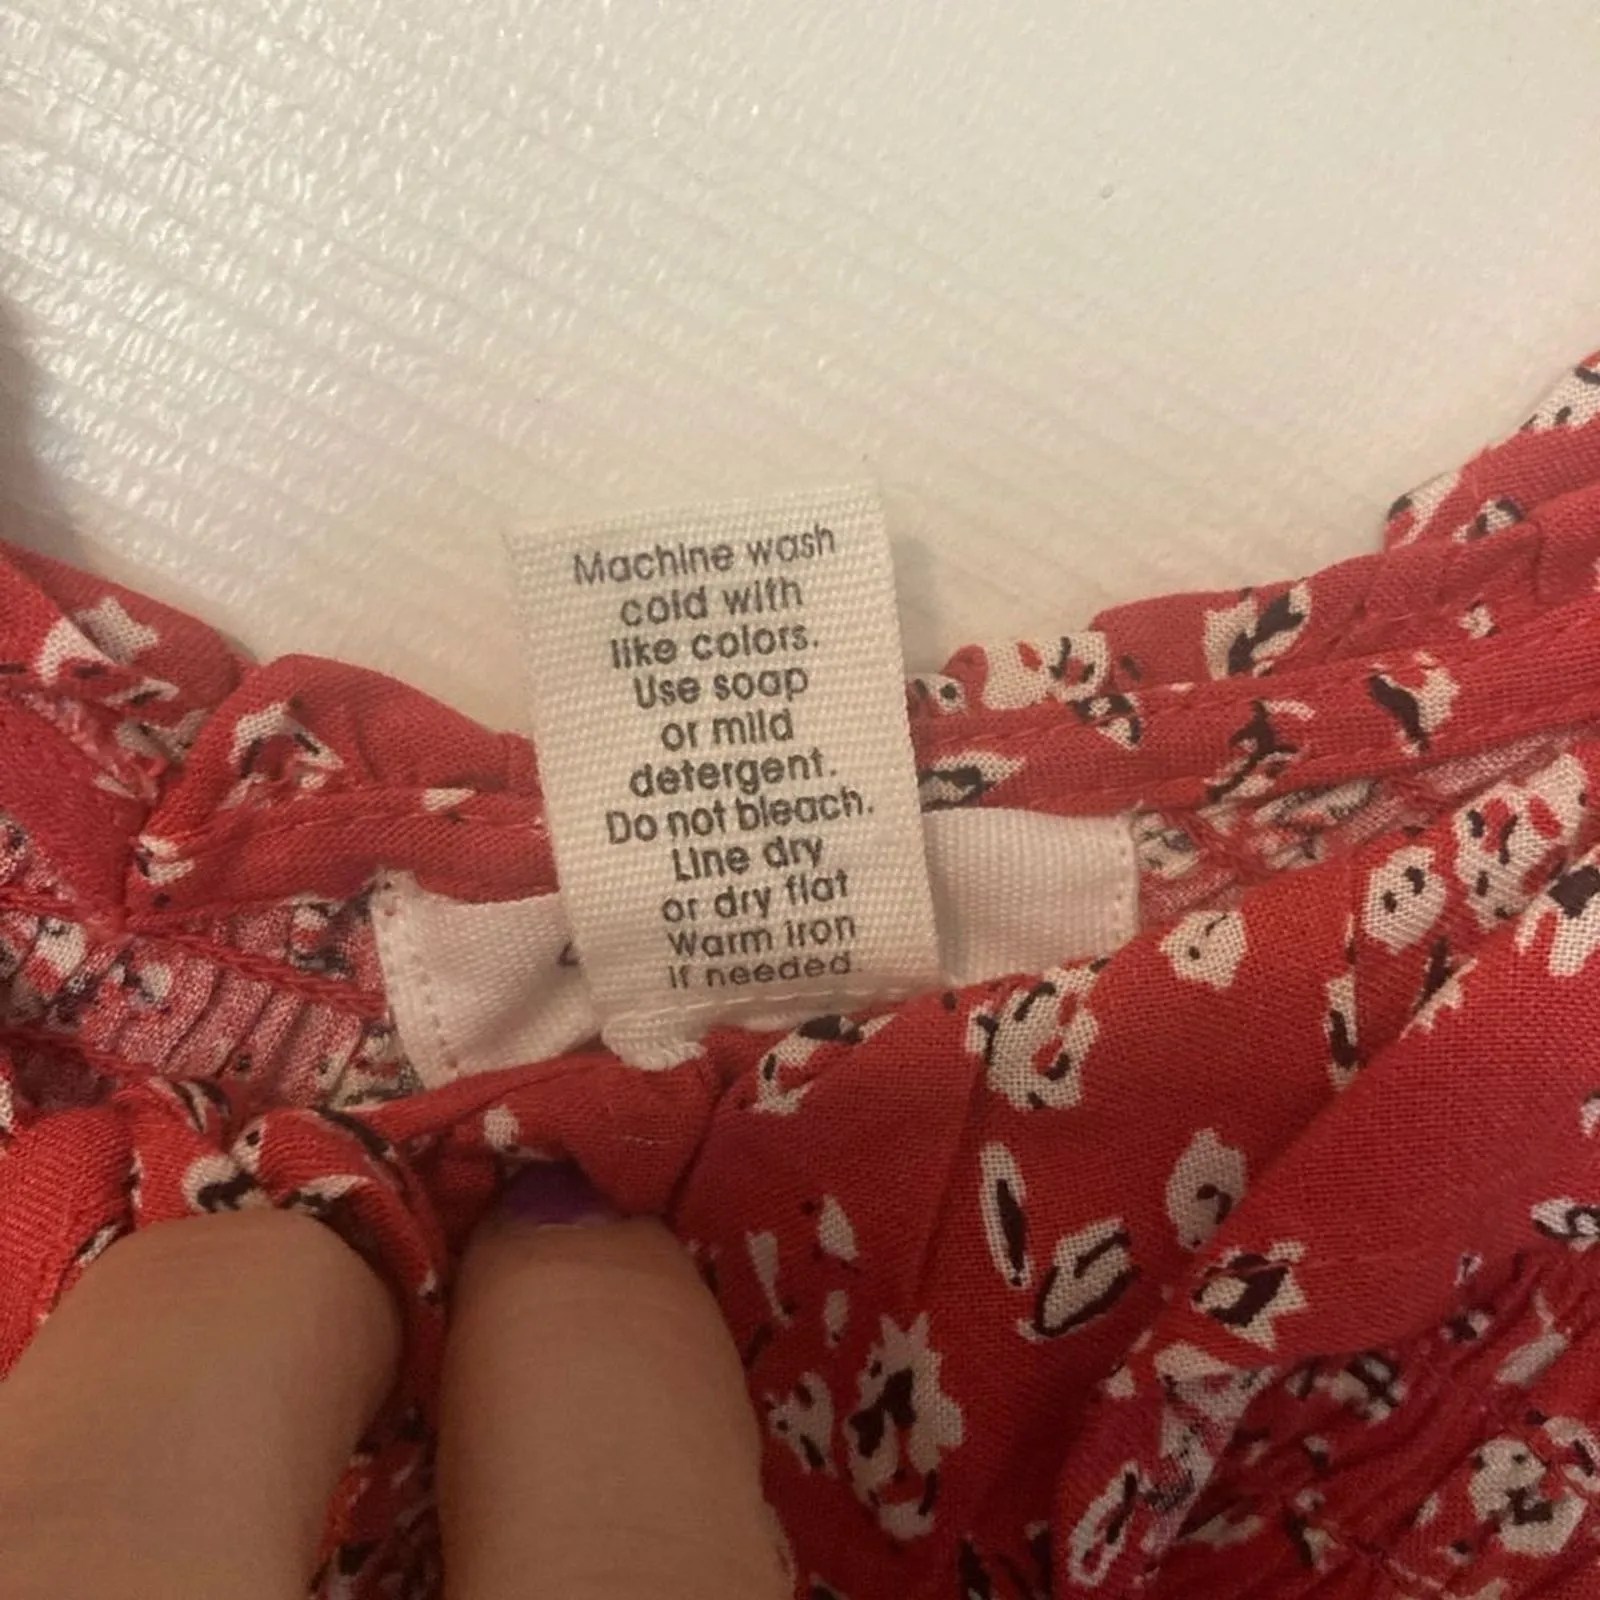 Machine wash
cold with
like colors.
Use soap
or mild
detergent.
Do not bleach.
Line dry
or dry flat
Warm iron
if needed.